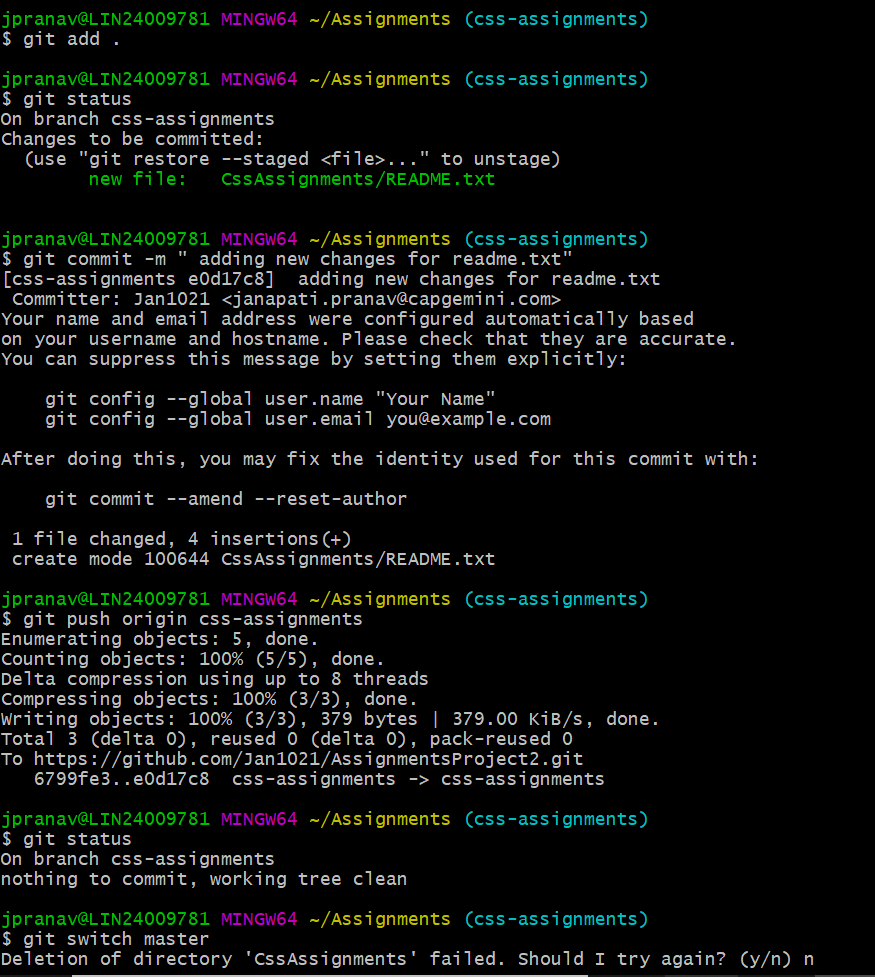 jpranav@LIN24009781 MINGW64 ~/Assignments (css-assignments)
$ git add .
jpranav@LIN24009781 MINGW64 ~/Assignments (css-assignments)
$ git status
On branch css-assignments
Changes to be committed:
  (use "git restore --staged <file>..." to unstage)
        new file:   CssAssignments/README.txt
jpranav@LIN24009781 MINGW64 ~/Assignments (css-assignments)
$ git commit -m " adding new changes for readme.txt"
[css-assignments e0d17c8]  adding new changes for readme.txt
 Committer: Jan1021 <janapati.pranav@capgemini.com>
Your name and email address were configured automatically based
on your username and hostname. Please check that they are accurate.
You can suppress this message by setting them explicitly:
    git config --global user.name "Your Name"
    git config --global user.email you@example.com
After doing this, you may fix the identity used for this commit with:
    git commit --amend --reset-author
 1 file changed, 4 insertions(+)
 create mode 100644 CssAssignments/README.txt
jpranav@LIN24009781 MINGW64 ~/Assignments (css-assignments)
$ git push origin css-assignments
Enumerating objects: 5, done.
Counting objects: 100% (5/5), done.
Delta compression using up to 8 threads
Compressing objects: 100% (3/3), done.
Writing objects: 100% (3/3), 379 bytes | 379.00 KiB/s, done.
Total 3 (delta 0), reused 0 (delta 0), pack-reused 0
To https://github.com/Jan1021/AssignmentsProject2.git
   6799fe3..e0d17c8  css-assignments -> css-assignments
jpranav@LIN24009781 MINGW64 ~/Assignments (css-assignments)
$ git status
On branch css-assignments
nothing to commit, working tree clean
jpranav@LIN24009781 MINGW64 ~/Assignments (css-assignments)
$ git switch master
Deletion of directory 'CssAssignments' failed. Should I try again? (y/n) n